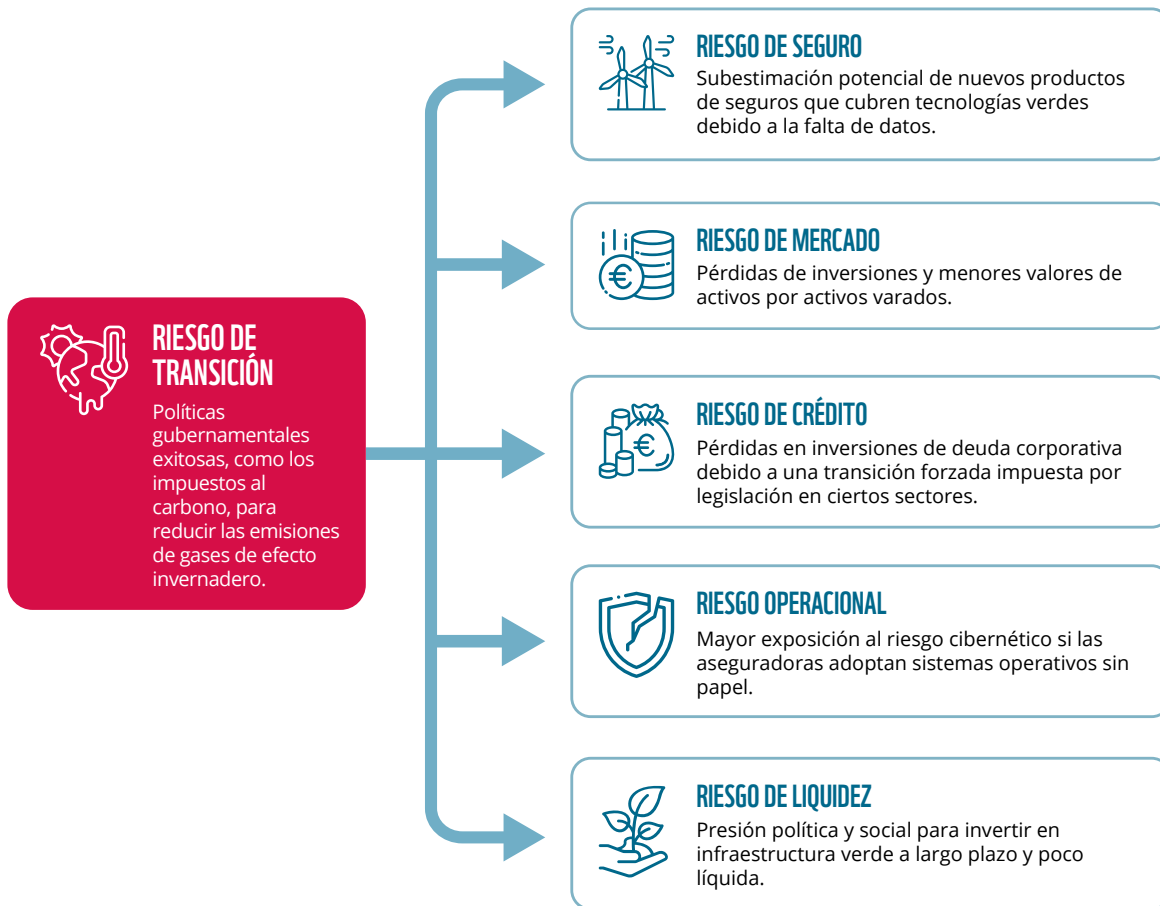 RIESGO DE
TRANSICIÓN
Políticas
gubernamentales
exitosas, como los
impuestos al
carbono, para
reducir las emisiones
de gases de efecto
invernadero.
RIESGO DE SEGURO
Subestimación potencial de nuevos productos
de seguros que cubren tecnologías verdes
debido a la falta de datos.
RIESGO DE MERCADO
Pérdidas de inversiones y menores valores de
activos por activos varados.
RIESGO DE CRÉDITO
Pérdidas en inversiones de deuda corporativa
debido a una transición forzada impuesta por
legislación en ciertos sectores.
RIESGO OPERACIONAL
Mayor exposición al riesgo cibernético si las
aseguradoras adoptan sistemas operativos sin
papel.
RIESGO DE LIQUIDEZ
Presión política y social para invertir en
infraestructura verde a largo plazo y poco
líquida.